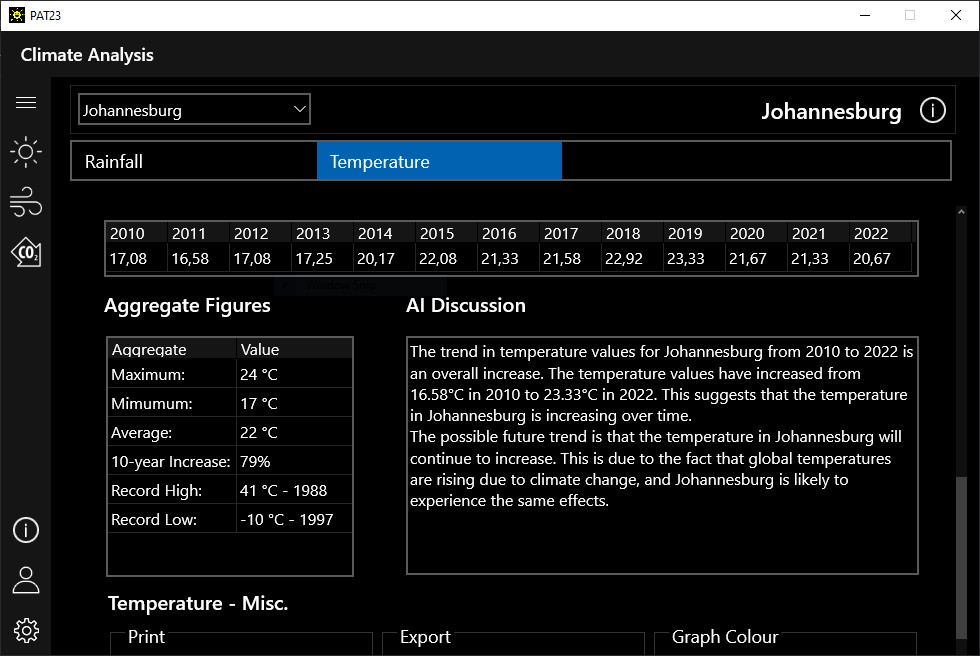 PAT23
Climate Analysis
Johannesburg
Johannesburg
Rainfall Temperature
2010 2011 2012 2013 2014 2015 2016 2017 2018 2019 2020 2021 2022
17,08 16,58 17,08 17,25 20,17 22,08 21,33 21,58 22,92 23,33 21,67 21,33 20,67
CO2
Window Snip
Aggregate Figures
Aggregate Value
Maximum: 24 °C
Mimumum: 17 °C
Average: 22 °C
10-year Increase: 79%
Record High: 41 °C - 1988
Record Low: -10 °C - 1997
AI Discussion
The trend in temperature values for Johannesburg from 2010 to 2022 is
an overall increase. The temperature values have increased from
16.58°C in 2010 to 23.33°C in 2022. This suggests that the temperature
in Johannesburg is increasing over time.
The possible future trend is that the temperature in Johannesburg will
continue to increase. This is due to the fact that global temperatures
are rising due to climate change, and Johannesburg is likely to
experience the same effects.
Temperature - Misc.
Print Export Graph Colour